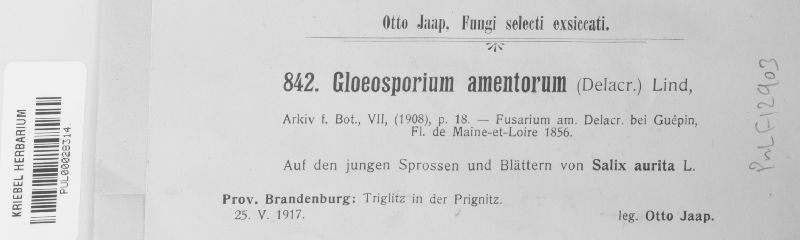 Otto Jaap. Fungi selecti exsiccati.
842. Gloeosporium amentorum (Delacr.) Lind,
Arkiv f. Bot., VII, (1908), p. 18. — Fusarium am. Delacr. bei Guépin,
Fl. de Maine-et-Loire 1856.
Auf den jungen Sprossen und Blättern von Salix aurita L.
Prov. Brandenburg: Triglitz in der Prignitz.
25. V. 1917. leg. Otto Jaap.
KRIEBEL HERBARIUM
PUL00028314
PuLF12903